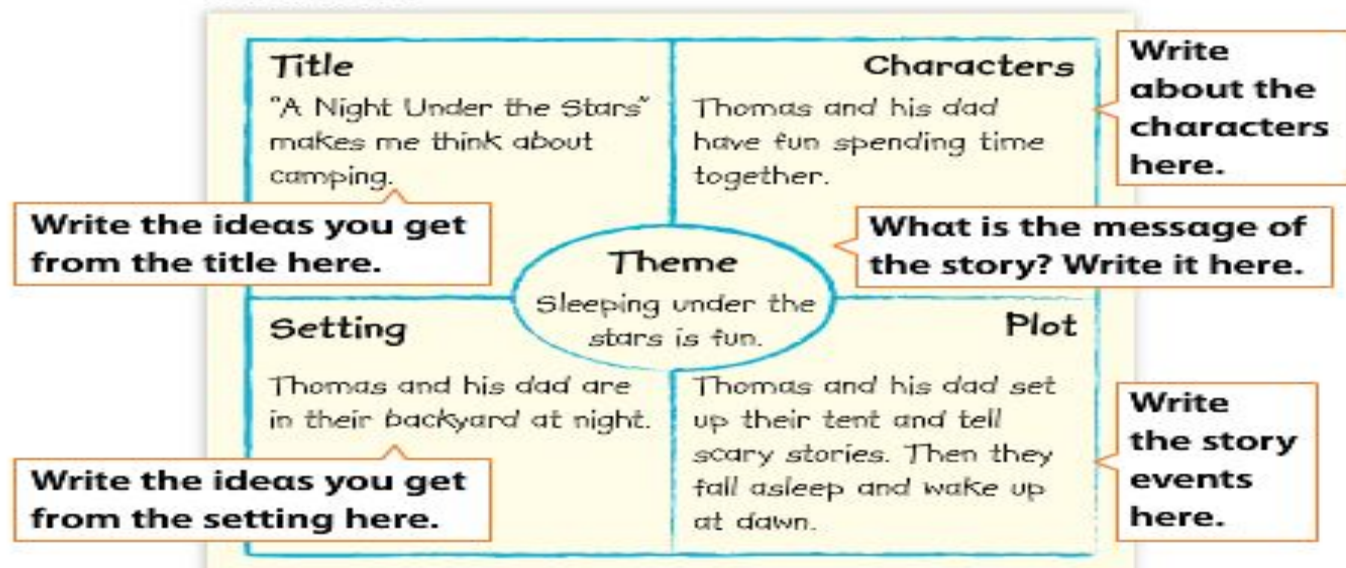 Title
"A Night Under the Stars"
makes me think about
camping.
Characters
Thomas and his dad
have fun spending time
together.
Write
about the
characters
here.
Write the ideas you get
from the title here.
What is the message of
the story? Write it here.
Theme
Sleeping under the
stars is fun.
Setting
Thomas and his dad are
in their backyard at night.
Plot
Thomas and his dad set
up their tent and tell
scary stories. Then they
fall asleep and wake up
at dawn.
Write the ideas you get
from the setting here.
Write
the story
events
here.